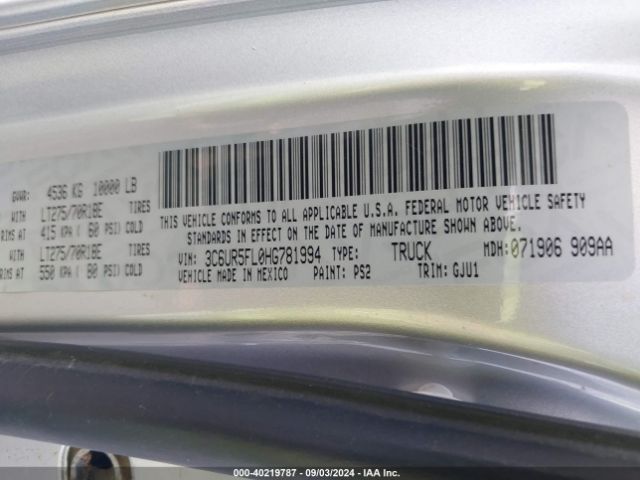 GVWR: 4536 KG 10000 LB
WITH LT275/70R18E TIRES
RIMS AT 415 KPA ( 60 PSI) COLD
WITH LT275/70R18E TIRES
RIMS AT 550 KPA ( 80 PSI) COLD
THIS VEHICLE CONFORMS TO ALL APPLICABLE U.S.A. FEDERAL MOTOR VEHICLE SAFETY
STANDARDS IN EFFECT ON THE DATE OF MANUFACTURE SHOWN ABOVE.
VIN: 3C6UR5FL0HG781994 TYPE: TRUCK MDH: 071906 909AA
VEHICLE MADE IN MEXICO PAINT: PS2 TRIM: GJU1
000-40219787 - 09/03/2024 - IAA Inc.